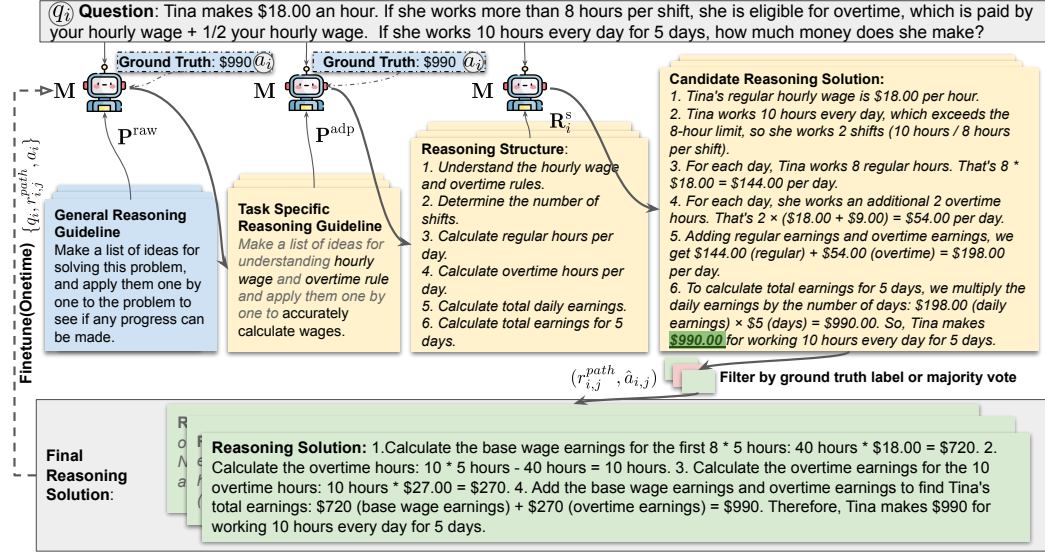 q_i Question: Tina makes $18.00 an hour. If she works more than 8 hours per shift, she is eligible for overtime, which is paid by
your hourly wage + 1/2 your hourly wage. If she works 10 hours every day for 5 days, how much money does she make?
Ground Truth: $990 a_i
Ground Truth: $990 a_i
M
M
M
P^raw
P^adp
R_i^s
Finetune(Onetime) {q_i, r_{i,j}^{path}, a_i}
General Reasoning
Guideline
Make a list of ideas for
solving this problem,
and apply them one by
one to the problem to
see if any progress can
be made.
Task Specific
Reasoning Guideline
Make a list of ideas for
understanding hourly
wage and overtime rule
and apply them one by
one to accurately
calculate wages.
Reasoning Structure:
1. Understand the hourly wage
and overtime rules.
2. Determine the number of
shifts.
3. Calculate regular hours per
day.
4. Calculate overtime hours per
day.
5. Calculate total daily earnings.
6. Calculate total earnings for 5
days.
Candidate Reasoning Solution:
1. Tina's regular hourly wage is $18.00 per hour.
2. Tina works 10 hours every day, which exceeds the
8-hour limit, so she works 2 shifts (10 hours / 8 hours
per shift).
3. For each day, Tina works 8 regular hours. That's 8 *
$18.00 = $144.00 per day.
4. For each day, she works an additional 2 overtime
hours. That's 2 × ($18.00 + $9.00) = $54.00 per day.
5. Adding regular earnings and overtime earnings, we
get $144.00 (regular) + $54.00 (overtime) = $198.00
per day.
6. To calculate total earnings for 5 days, we multiply the
daily earnings by the number of days: $198.00 (daily
earnings) × $5 (days) = $990.00. So, Tina makes
$990.00 for working 10 hours every day for 5 days.
(r_{i,j}^{path}, â_{i,j})
Filter by ground truth label or majority vote
Final
Reasoning
Solution:
Reasoning Solution: 1.Calculate the base wage earnings for the first 8 * 5 hours: 40 hours * $18.00 = $720. 2.
Calculate the overtime hours: 10 * 5 hours - 40 hours = 10 hours. 3. Calculate the overtime earnings for the 10
overtime hours: 10 hours * $27.00 = $270. 4. Add the base wage earnings and overtime earnings to find Tina's
total earnings: $720 (base wage earnings) + $270 (overtime earnings) = $990. Therefore, Tina makes $990 for
working 10 hours every day for 5 days.